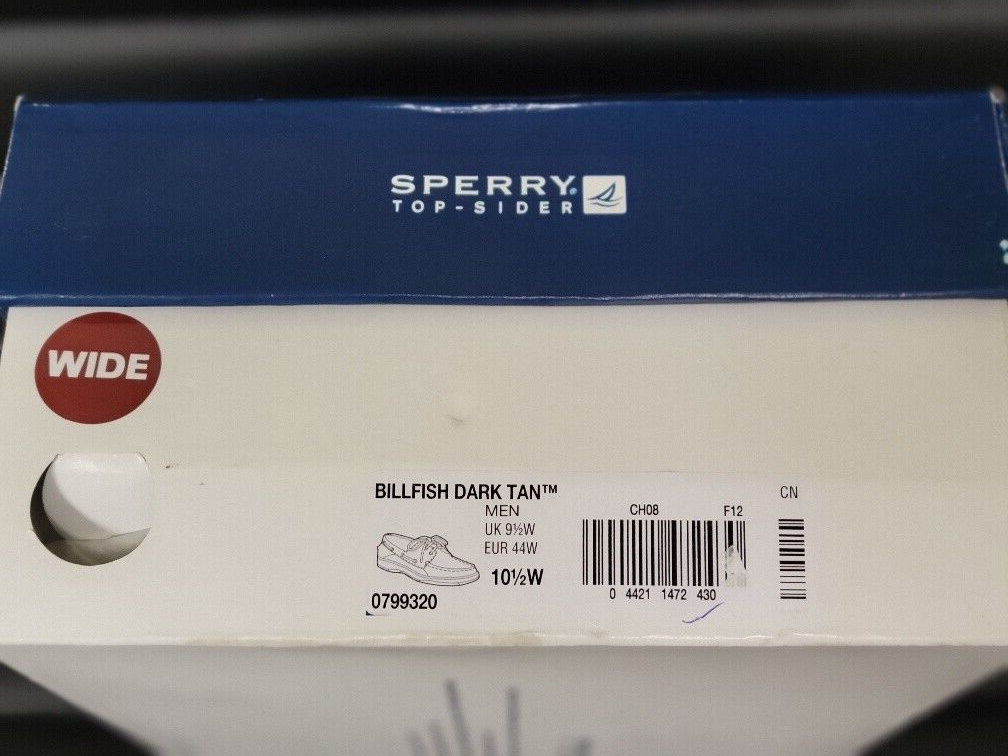 SPERRY®
TOP-SIDER
WIDE
BILLFISH DARK TAN™
MEN
UK 9½W
EUR 44W
10½W
0799320
CH08 F12
0 4421 1472 430
CN